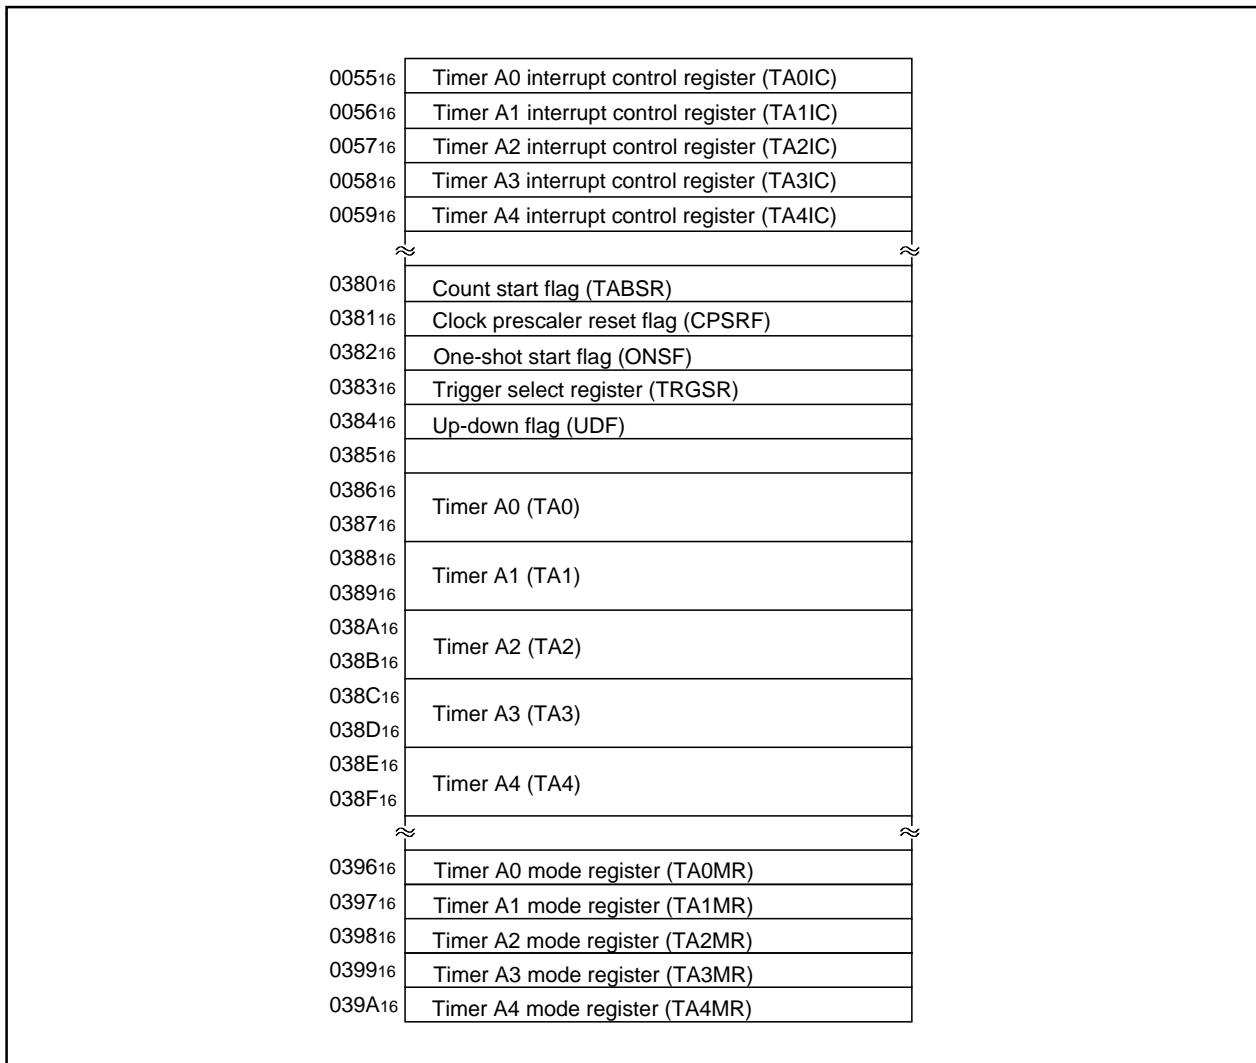 0055₁₆ Timer A0 interrupt control register (TA0IC)
0056₁₆ Timer A1 interrupt control register (TA1IC)
0057₁₆ Timer A2 interrupt control register (TA2IC)
0058₁₆ Timer A3 interrupt control register (TA3IC)
0059₁₆ Timer A4 interrupt control register (TA4IC)
0380₁₆ Count start flag (TABSR)
0381₁₆ Clock prescaler reset flag (CPSRF)
0382₁₆ One-shot start flag (ONSF)
0383₁₆ Trigger select register (TRGSR)
0384₁₆ Up-down flag (UDF)
0385₁₆
0386₁₆
Timer A0 (TA0)
0387₁₆
0388₁₆
Timer A1 (TA1)
0389₁₆
038A₁₆
Timer A2 (TA2)
038B₁₆
038C₁₆
Timer A3 (TA3)
038D₁₆
038E₁₆
Timer A4 (TA4)
038F₁₆
0396₁₆ Timer A0 mode register (TA0MR)
0397₁₆ Timer A1 mode register (TA1MR)
0398₁₆ Timer A2 mode register (TA2MR)
0399₁₆ Timer A3 mode register (TA3MR)
039A₁₆ Timer A4 mode register (TA4MR)